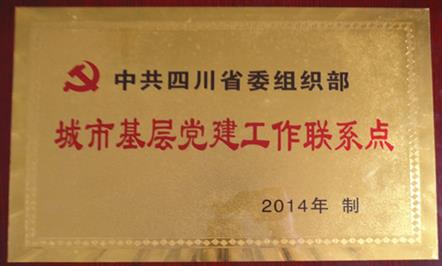 中共四川省委组织部
城市基层党建工作联系点
2014年 制